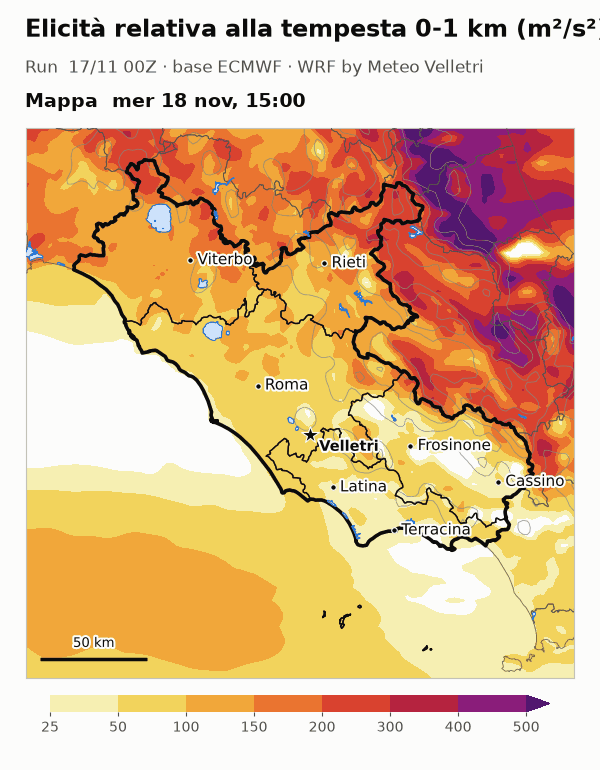 Elicità relativa alla tempesta 0-1 km (m²/s²)
Run 17/11 00Z · base ECMWF · WRF by Meteo Velletri
Mappa mer 18 nov, 15:00
Viterbo
Rieti
Roma
Velletri
Frosinone
Cassino
Latina
Terracina
50 km
25 50 100 150 200 300 400 500